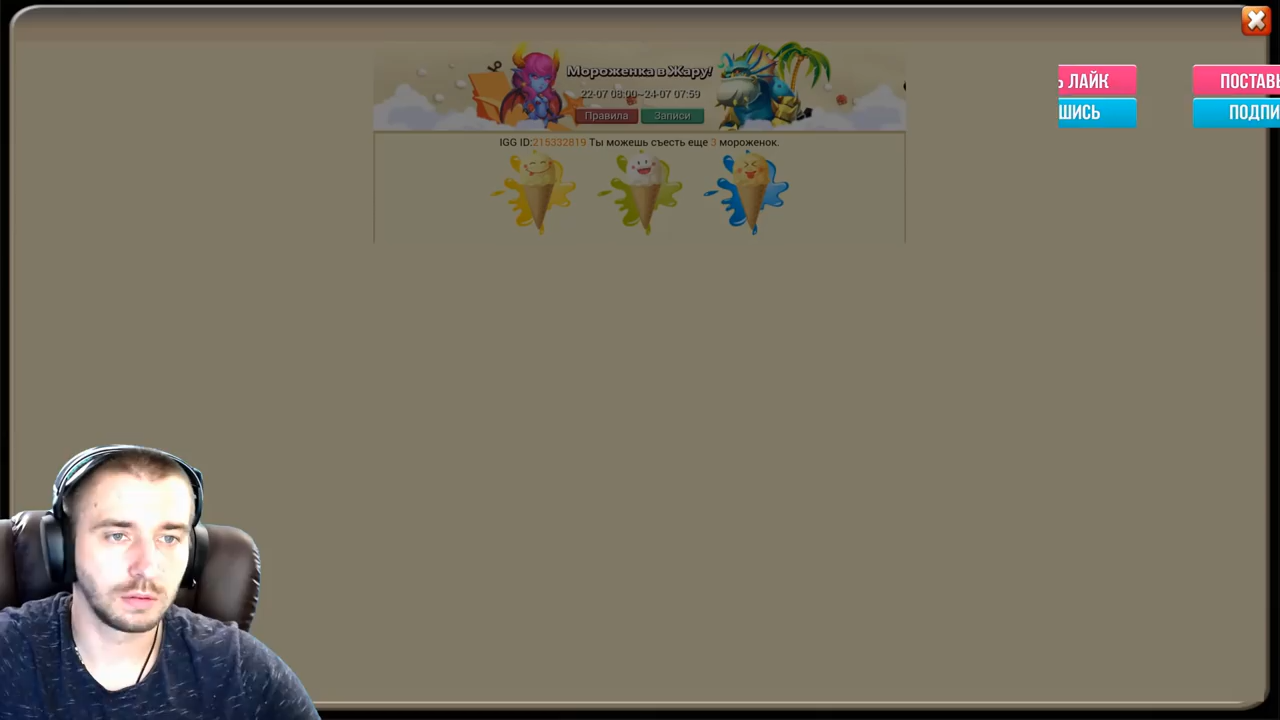 Мороженка в Жару!
22-07 08:00~24-07 07:59
Правила Записи
IGG ID:215332819 Ты можешь съесть еще 3 мороженок.
Ь ЛАЙК
ШИСЬ
ПОСТАВЬ
ПОДПИ